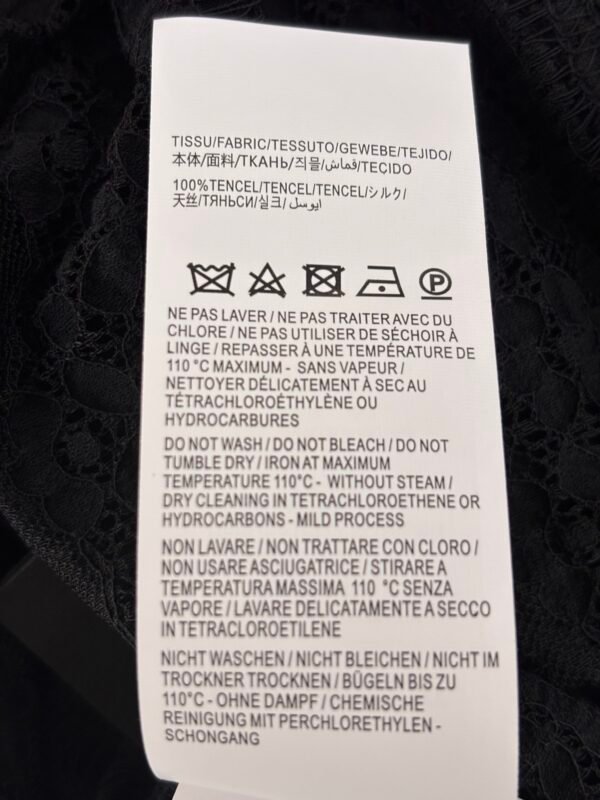 TISSU/FABRIC/TESSUTO/GEWEBE/TEJIDO/
本体/面料/ТКАНЬ/직물/قماش/TECIDO
100%TENCEL/TENCEL/TENCEL/シルク/
天丝/ТЯНЬСИ/실크/ايوسل
P
NE PAS LAVER / NE PAS TRAITER AVEC DU
CHLORE / NE PAS UTILISER DE SÉCHOIR À
LINGE / REPASSER À UNE TEMPÉRATURE DE
110 °C MAXIMUM - SANS VAPEUR /
NETTOYER DÉLICATEMENT À SEC AU
TÉTRACHLOROÉTHYLÈNE OU
HYDROCARBURES
DO NOT WASH / DO NOT BLEACH / DO NOT
TUMBLE DRY / IRON AT MAXIMUM
TEMPERATURE 110°C - WITHOUT STEAM /
DRY CLEANING IN TETRACHLOROETHENE OR
HYDROCARBONS - MILD PROCESS
NON LAVARE / NON TRATTARE CON CLORO /
NON USARE ASCIUGATRICE / STIRARE A
TEMPERATURA MASSIMA 110 °C SENZA
VAPORE / LAVARE DELICATAMENTE A SECCO
IN TETRACLOROETILENE
NICHT WASCHEN / NICHT BLEICHEN / NICHT IM
TROCKNER TROCKNEN / BÜGELN BIS ZU
110°C - OHNE DAMPF / CHEMISCHE
REINIGUNG MIT PERCHLORETHYLEN -
SCHONGANG